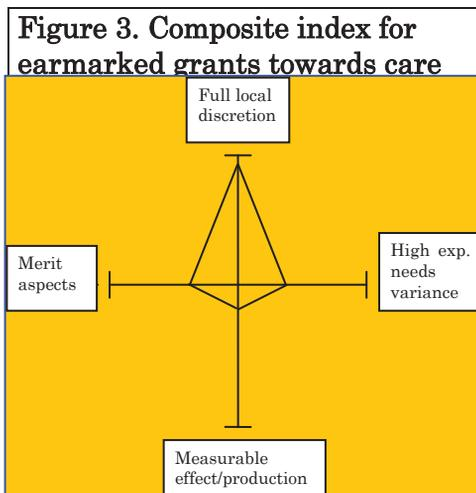 Figure 3. Composite index for
earmarked grants towards care
Full local
discretion
Merit
aspects
High exp.
needs
variance
Measurable
effect/production